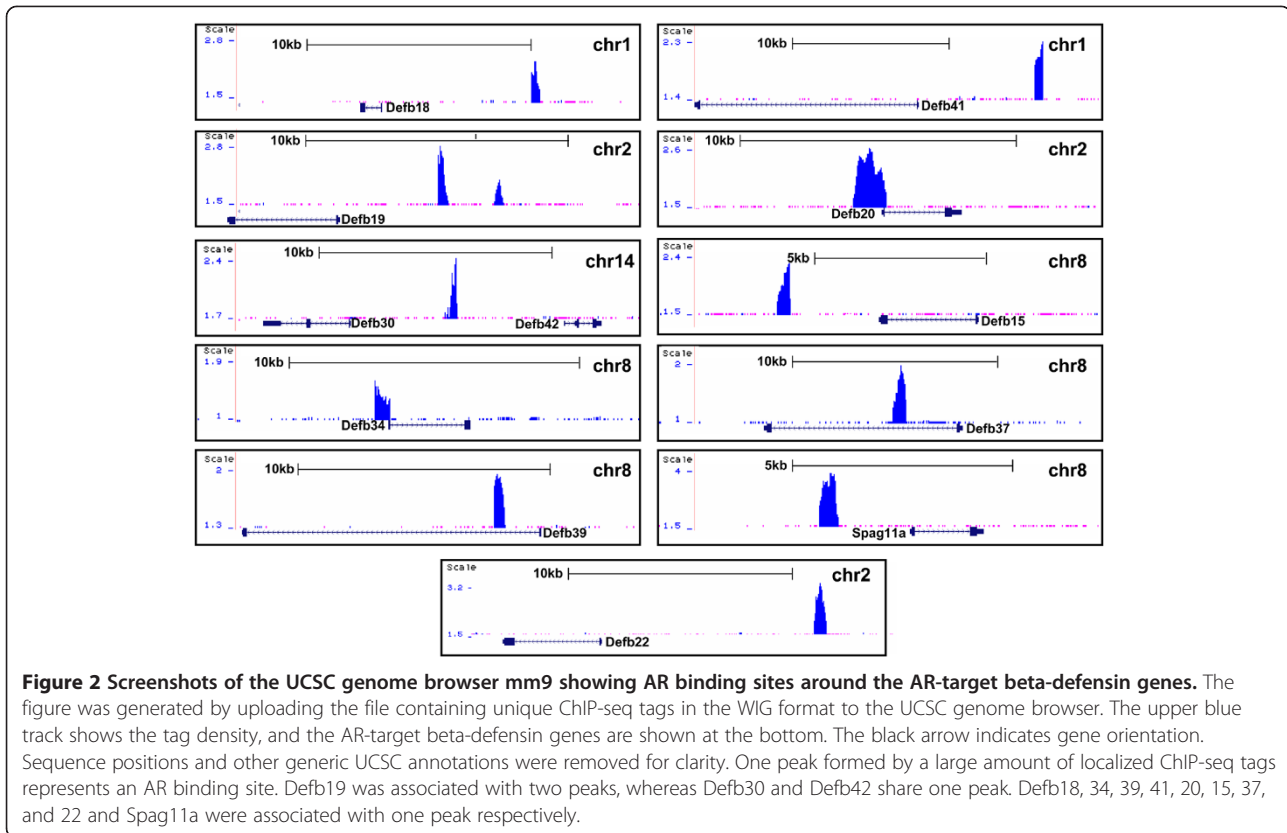 Scale
2.8 -
1.5 -
10kb
chr1
Defb18
Scale
2.3 -
1.4 -
10kb
chr1
Defb41
Scale
2.8 -
1.5 -
10kb
chr2
Defb19
Scale
2.6 -
1.5 -
10kb
chr2
Defb20
Scale
2.4 -
1.7 -
10kb
chr14
Defb30
Defb42
Scale
2.4 -
1.5 -
5kb
chr8
Defb15
Scale
1.9 -
1 -
10kb
chr8
Defb34
Scale
2 -
1 -
10kb
chr8
Defb37
Scale
2 -
1.3 -
10kb
chr8
Defb39
Scale
4 -
1.5 -
5kb
chr8
Spag11a
Scale
3.2 -
1.5 -
10kb
chr2
Defb22
Figure 2 Screenshots of the UCSC genome browser mm9 showing AR binding sites around the AR-target beta-defensin genes. The
figure was generated by uploading the file containing unique ChIP-seq tags in the WIG format to the UCSC genome browser. The upper blue
track shows the tag density, and the AR-target beta-defensin genes are shown at the bottom. The black arrow indicates gene orientation.
Sequence positions and other generic UCSC annotations were removed for clarity. One peak formed by a large amount of localized ChIP-seq tags
represents an AR binding site. Defb19 was associated with two peaks, whereas Defb30 and Defb42 share one peak. Defb18, 34, 39, 41, 20, 15, 37,
and 22 and Spag11a were associated with one peak respectively.